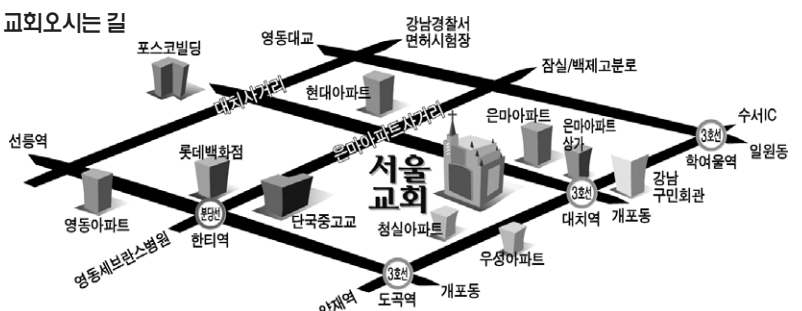 교회오시는 길
강남경찰서
면허시험장
영동대교
포스코빌딩
잠실/백제고분로
대치사거리
현대아파트
은마아파트사거리
은마아파트
은마아파트
상가
수서IC
3호선
학여울역
일원동
선릉역
롯데백화점
서울
교회
강남
구민회관
3호선
대치역
개포동
영동아파트
분당선
한티역
단국중고교
청실아파트
우성아파트
영동세브란스병원
3호선
도곡역
개포동
양재역